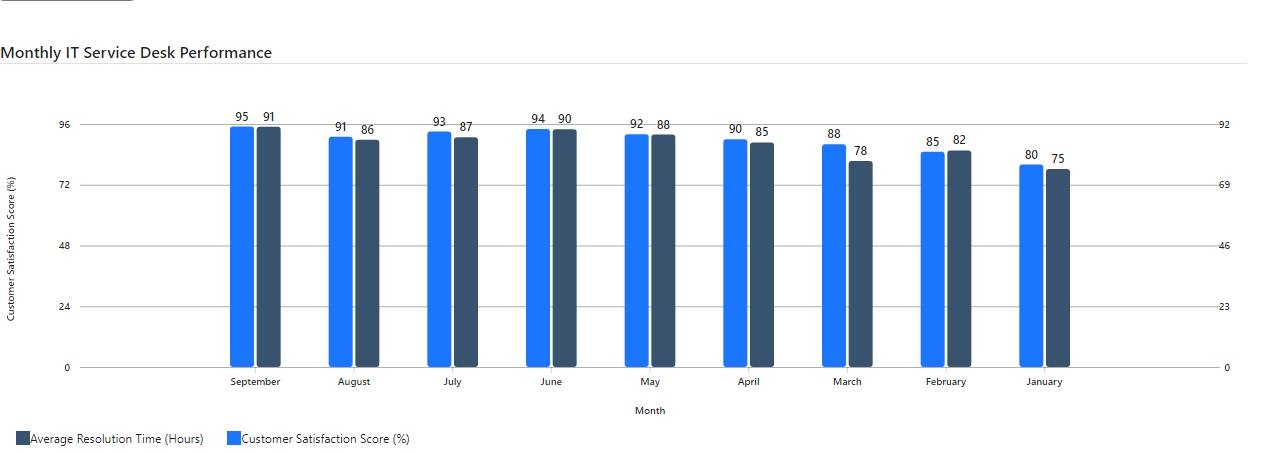 Monthly IT Service Desk Performance
95 91 91 86 93 87 94 90 92 88 90 85 88 78 85 82 80 75
96 92
72 69
48 46
24 23
0 0
Customer Satisfaction Score (%)
September August July June May April March February January
Month
Average Resolution Time (Hours) Customer Satisfaction Score (%)